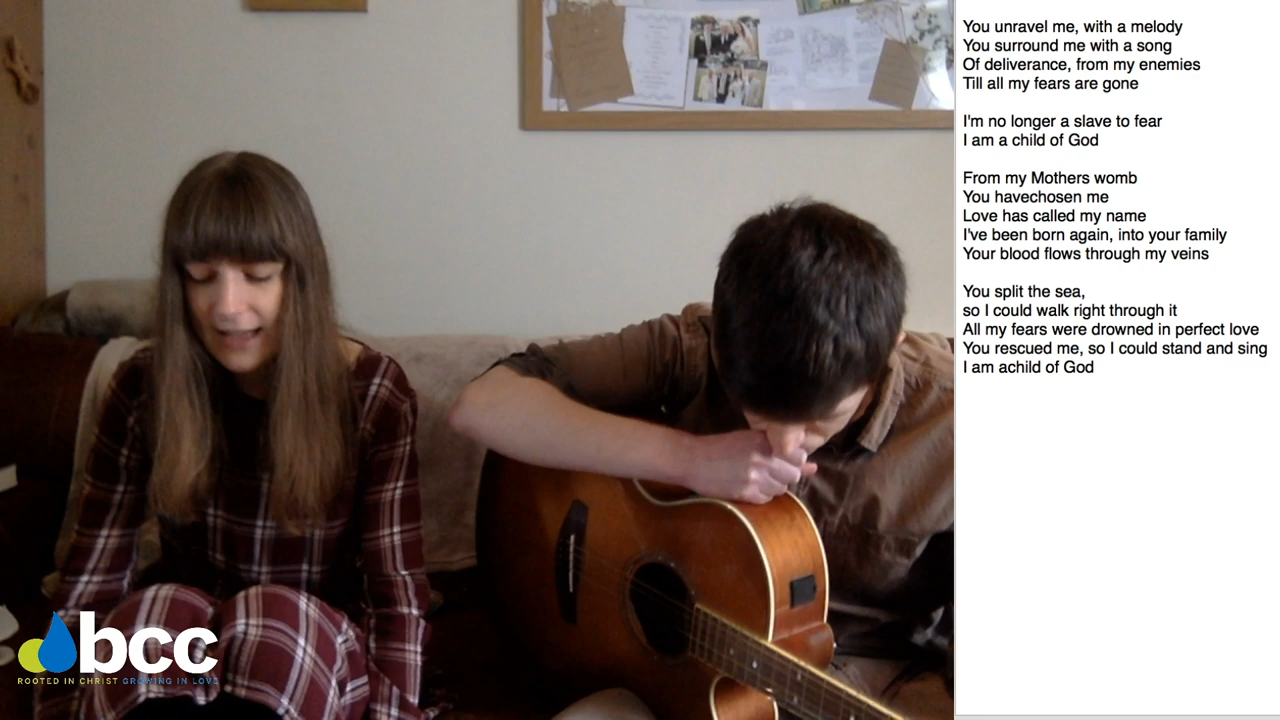 You unravel me, with a melody
You surround me with a song
Of deliverance, from my enemies
Till all my fears are gone
I'm no longer a slave to fear
I am a child of God
From my Mothers womb
You havechosen me
Love has called my name
I've been born again, into your family
Your blood flows through my veins
You split the sea,
so I could walk right through it
All my fears were drowned in perfect love
You rescued me, so I could stand and sing
I am achild of God
bcc
ROOTED IN CHRIST GROWING IN LOVE